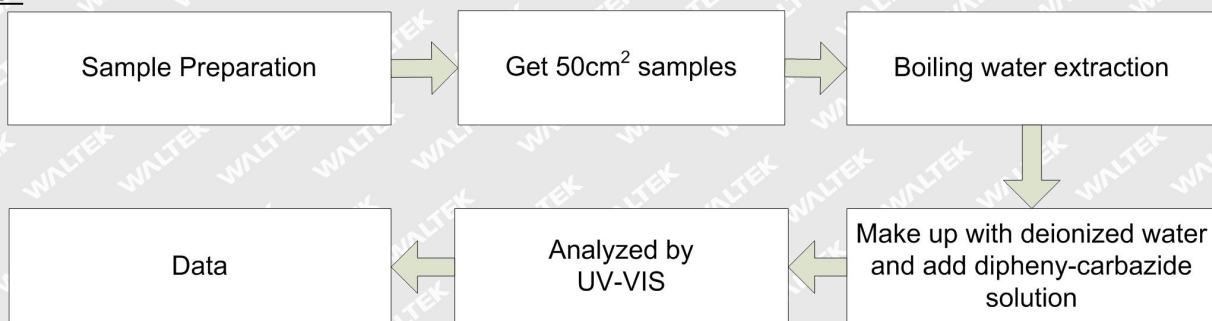 Sample Preparation
Get 50cm² samples
Boiling water extraction
Make up with deionized water
and add dipheny-carbazide
solution
Analyzed by
UV-VIS
Data